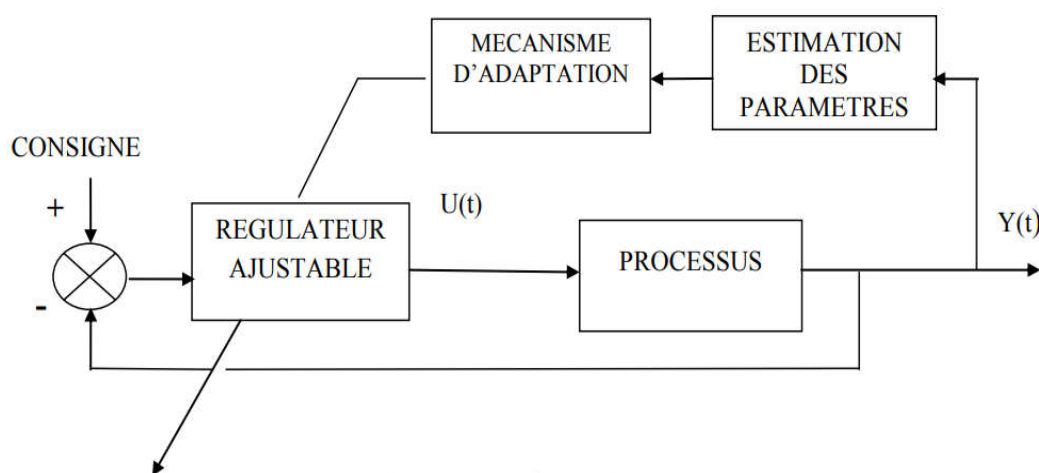 MECANISME
D'ADAPTATION
ESTIMATION
DES
PARAMETRES
CONSIGNE
+
-
REGULATEUR
AJUSTABLE
U(t)
PROCESSUS
Y(t)